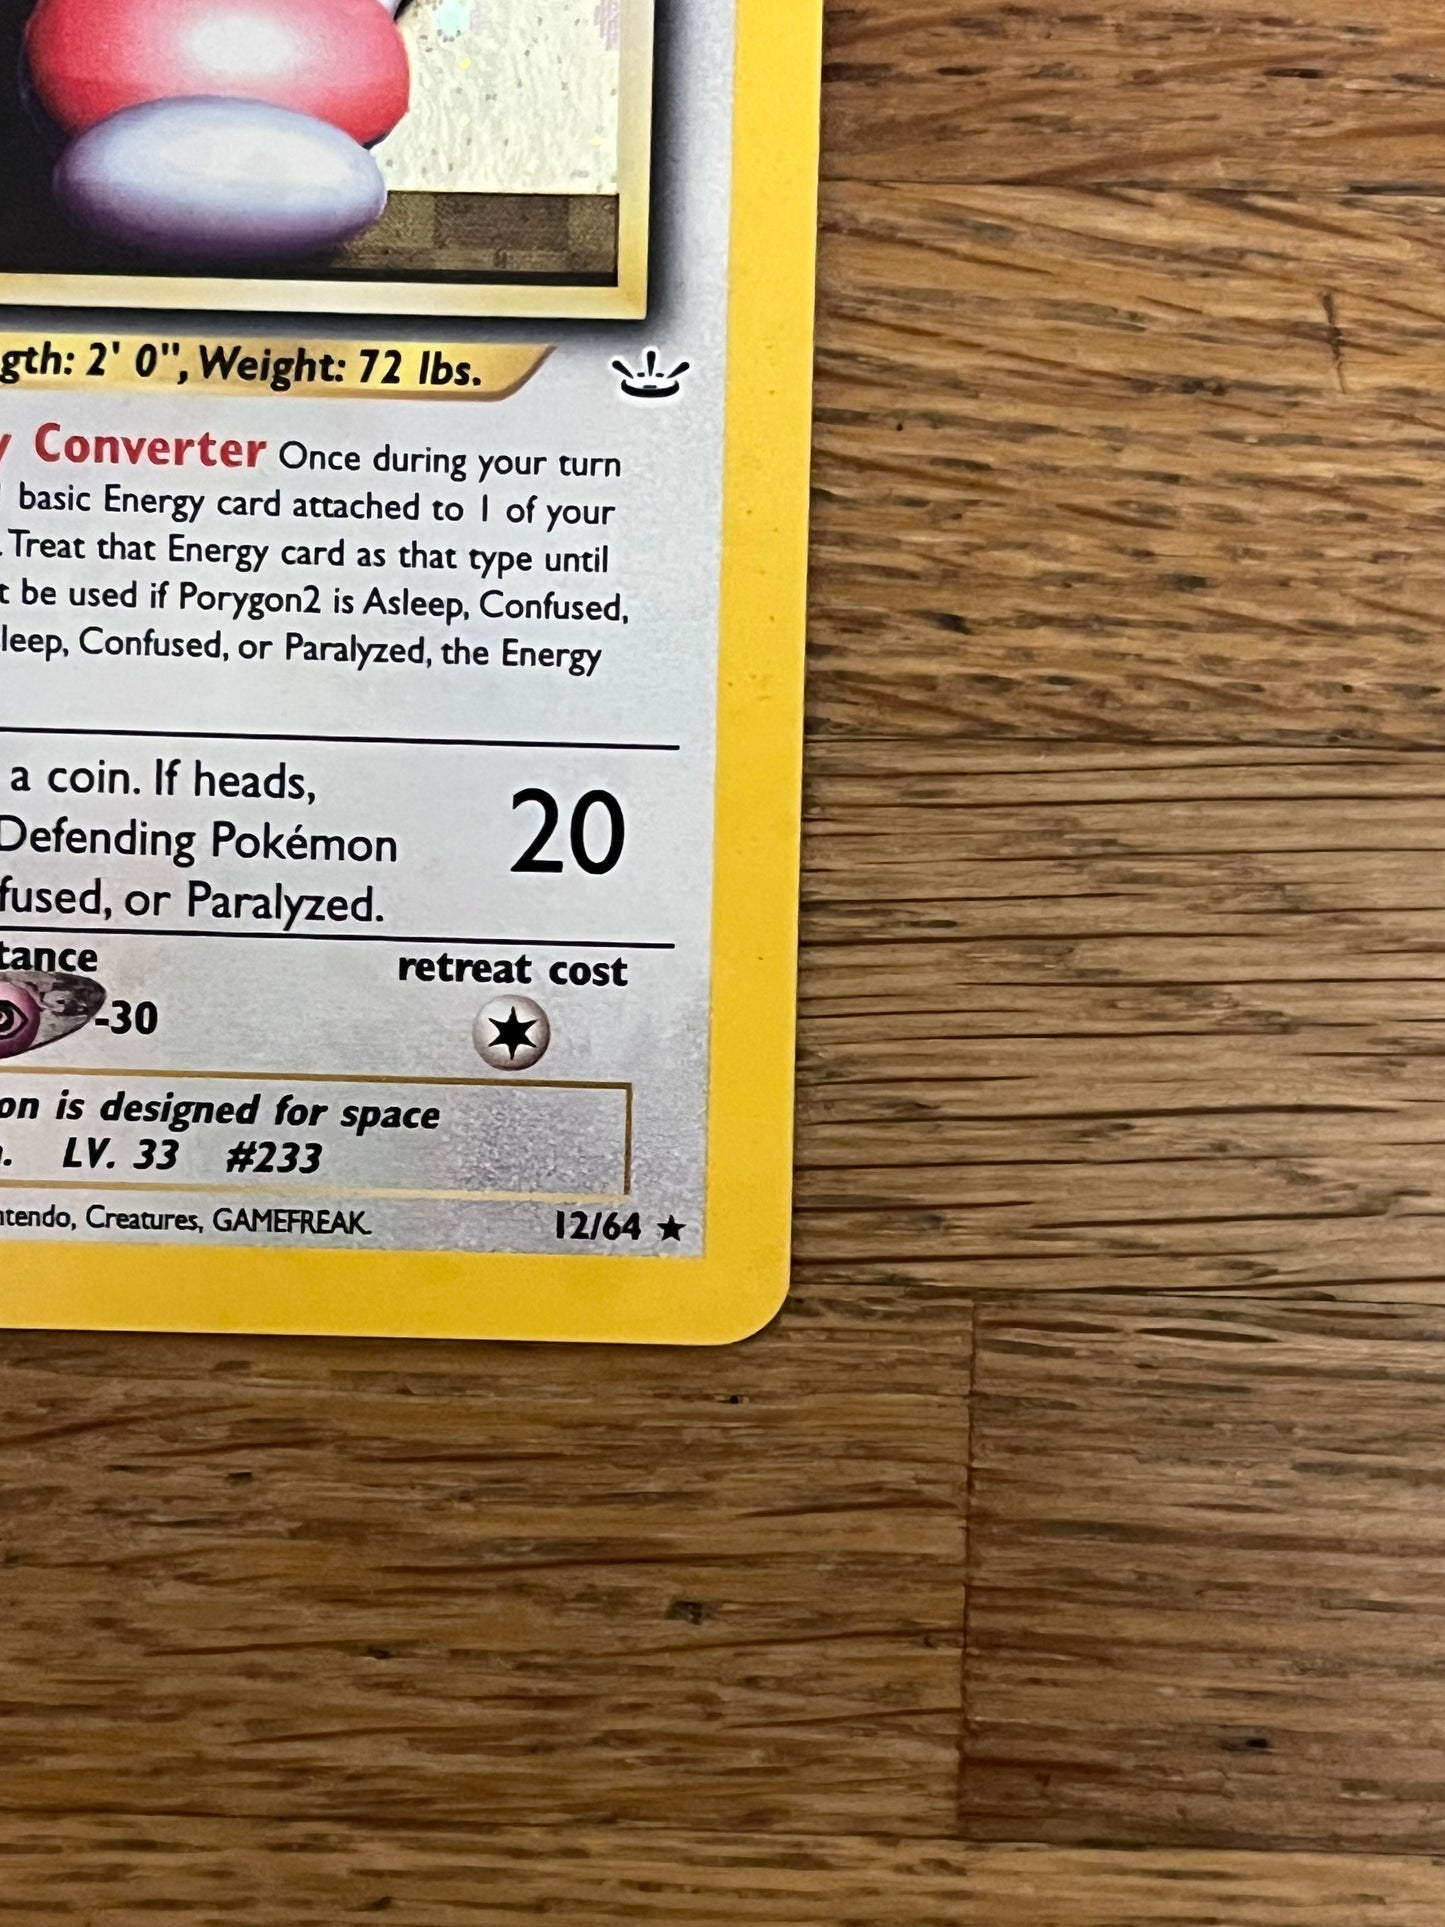 gth: 2' 0", Weight: 72 lbs.
y Converter Once during your turn
basic Energy card attached to 1 of your
. Treat that Energy card as that type until
t be used if Porygon2 is Asleep, Confused,
leep, Confused, or Paralyzed, the Energy
a coin. If heads,
Defending Pokémon
fused, or Paralyzed.
20
tance
retreat cost
-30
on is designed for space
. LV. 33 #233
ntendo, Creatures, GAMEFREAK.
12/64 ★